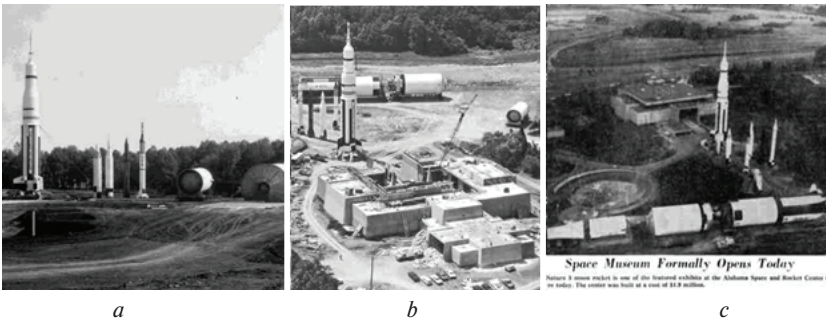 Space Museum Formally Opens Today
Saturn 5 moon rocket is one of the featured exhibits at the Alabama Space and Rocket Center
ve today. The center was built at a cost of $1.9 million.
a b c